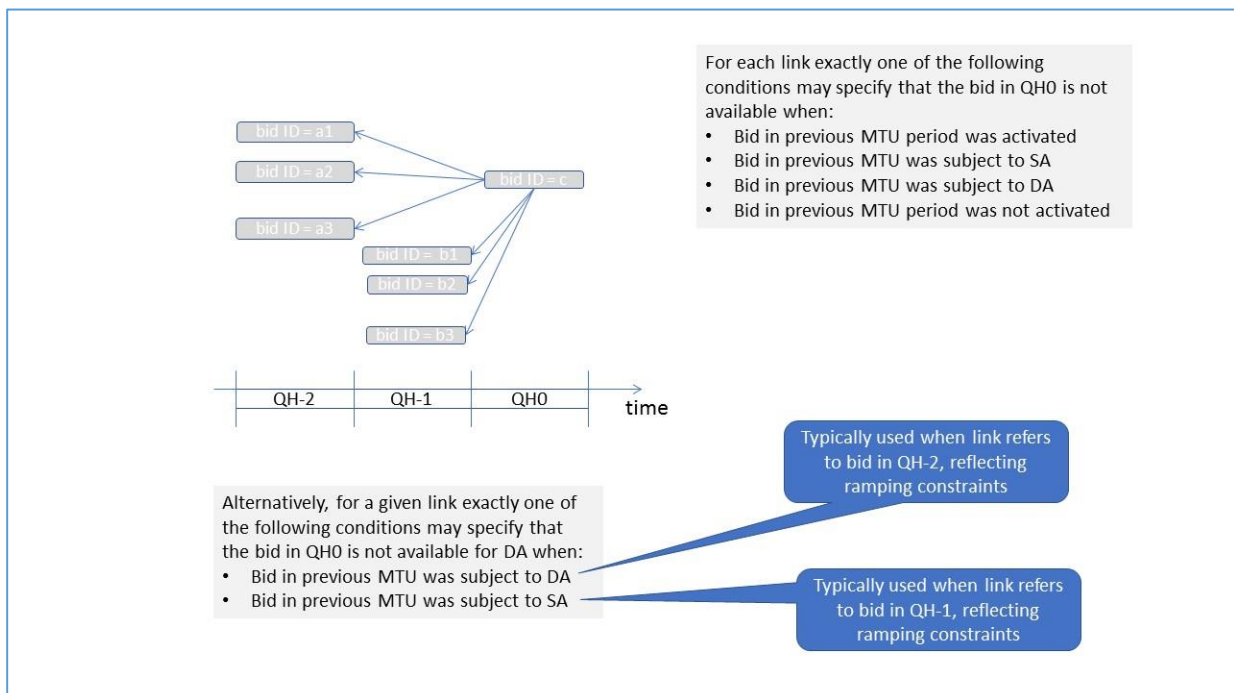 For each link exactly one of the following
conditions may specify that the bid in QH0 is not
available when:
• Bid in previous MTU period was activated
• Bid in previous MTU was subject to SA
• Bid in previous MTU was subject to DA
• Bid in previous MTU period was not activated
bid ID = a1
bid ID = a2
bid ID = c
bid ID = a3
bid ID = b1
bid ID = b2
bid ID = b3
QH-2
QH-1
QH0
time
Typically used when link refers
to bid in QH-2, reflecting
ramping constraints
Alternatively, for a given link exactly one of
the following conditions may specify that
the bid in QH0 is not available for DA when:
• Bid in previous MTU was subject to DA
• Bid in previous MTU was subject to SA
Typically used when link refers
to bid in QH-1, reflecting
ramping constraints